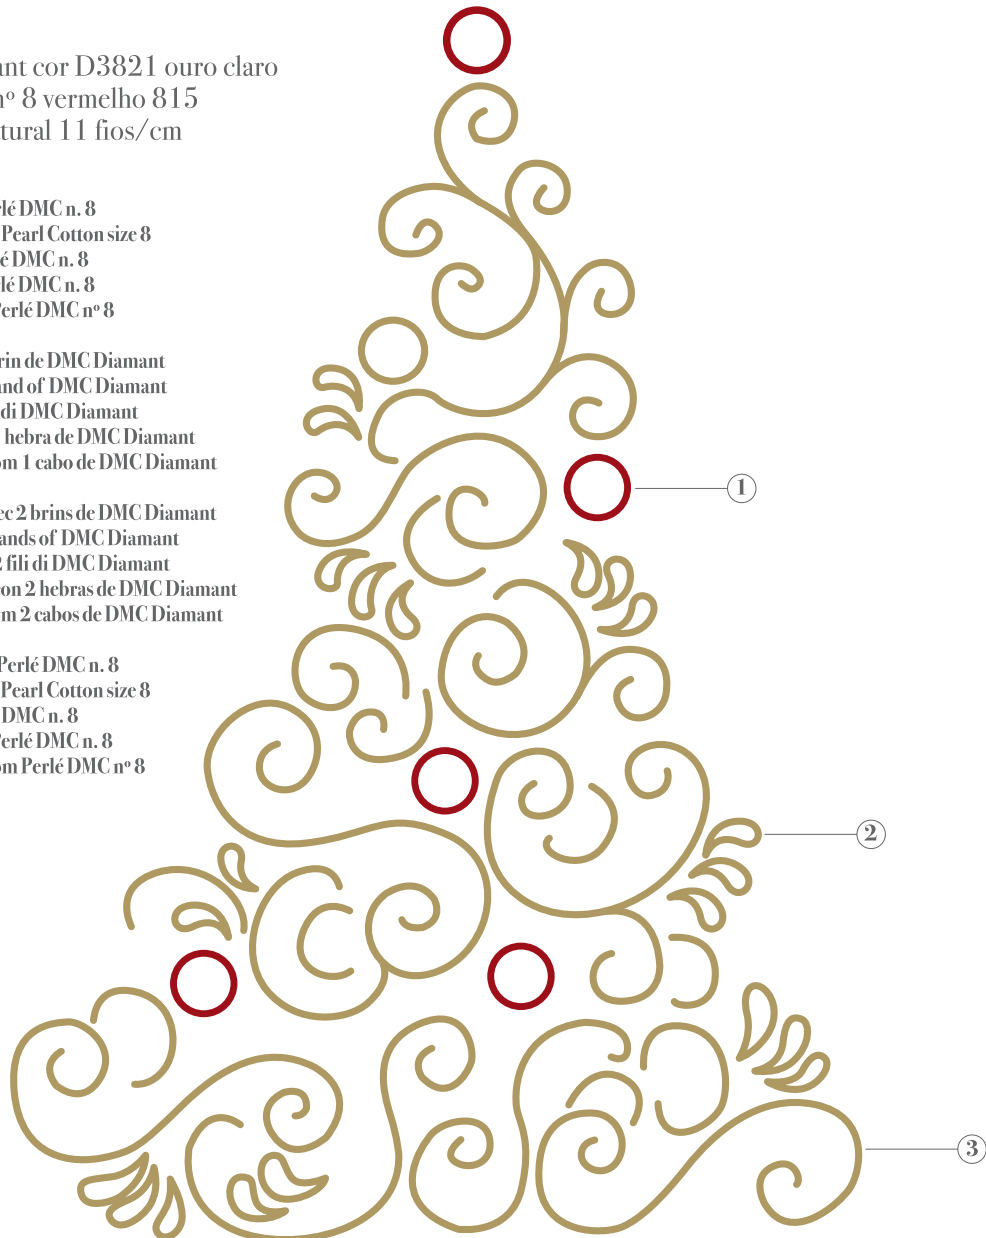 ant cor D3821 ouro claro
nº 8 vermelho 815
tural 11 fios/cm
rlé DMC n. 8
Pearl Cotton size 8
é DMC n. 8
lé DMC n. 8
Perlé DMC nº 8
rin de DMC Diamant
and of DMC Diamant
di DMC Diamant
hebra de DMC Diamant
om 1 cabo de DMC Diamant
ec 2 brins de DMC Diamant
ands of DMC Diamant
2 fili di DMC Diamant
con 2 hebras de DMC Diamant
m 2 cabos de DMC Diamant
Perlé DMC n. 8
Pearl Cotton size 8
DMC n. 8
Perlé DMC n. 8
om Perlé DMC nº 8
1
2
3